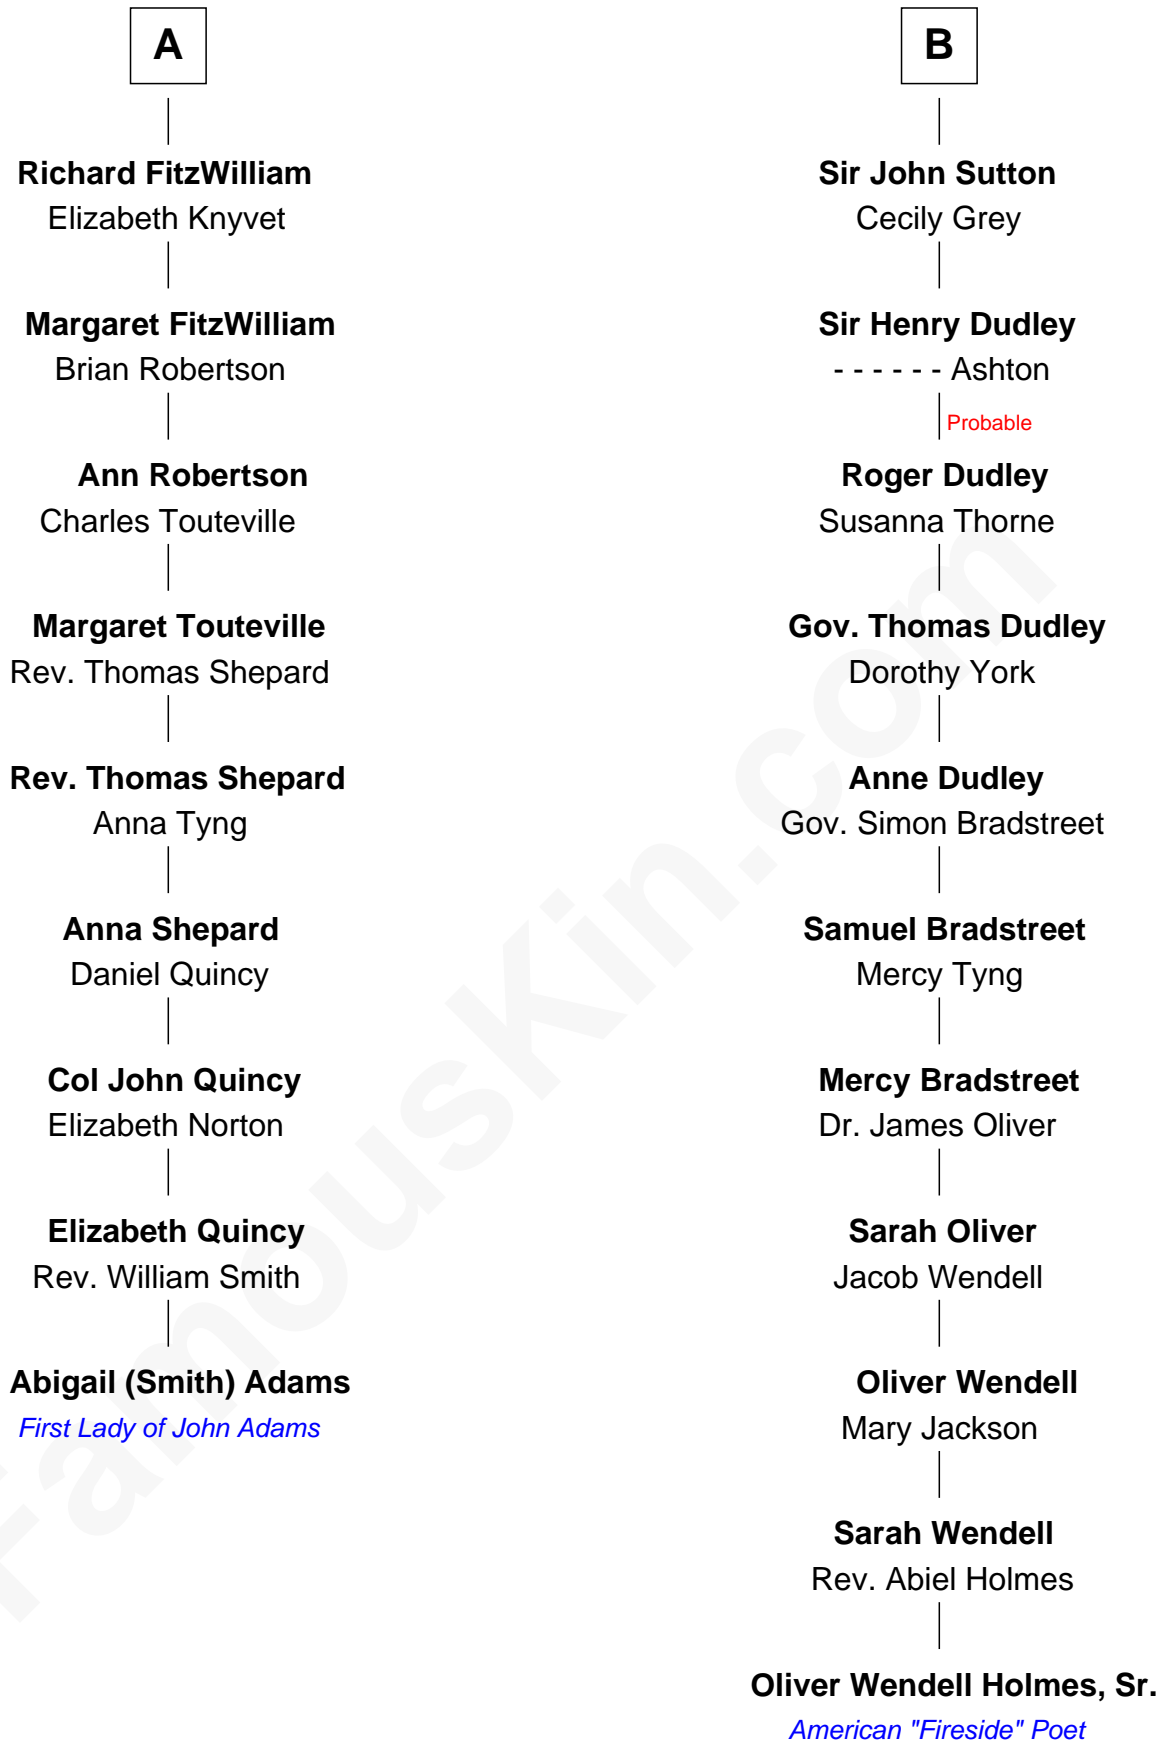 A
Richard FitzWilliam
Elizabeth Knyvet
Margaret FitzWilliam
Brian Robertson
Ann Robertson
Charles Touteville
Margaret Touteville
Rev. Thomas Shepard
Rev. Thomas Shepard
Anna Tyng
Anna Shepard
Daniel Quincy
Col John Quincy
Elizabeth Norton
Elizabeth Quincy
Rev. William Smith
Abigail (Smith) Adams
First Lady of John Adams
B
Sir John Sutton
Cecily Grey
Sir Henry Dudley
- - - - - - Ashton
Probable
Roger Dudley
Susanna Thorne
Gov. Thomas Dudley
Dorothy York
Anne Dudley
Gov. Simon Bradstreet
Samuel Bradstreet
Mercy Tyng
Mercy Bradstreet
Dr. James Oliver
Sarah Oliver
Jacob Wendell
Oliver Wendell
Mary Jackson
Sarah Wendell
Rev. Abiel Holmes
Oliver Wendell Holmes, Sr.
American "Fireside" Poet
FamousKin.com